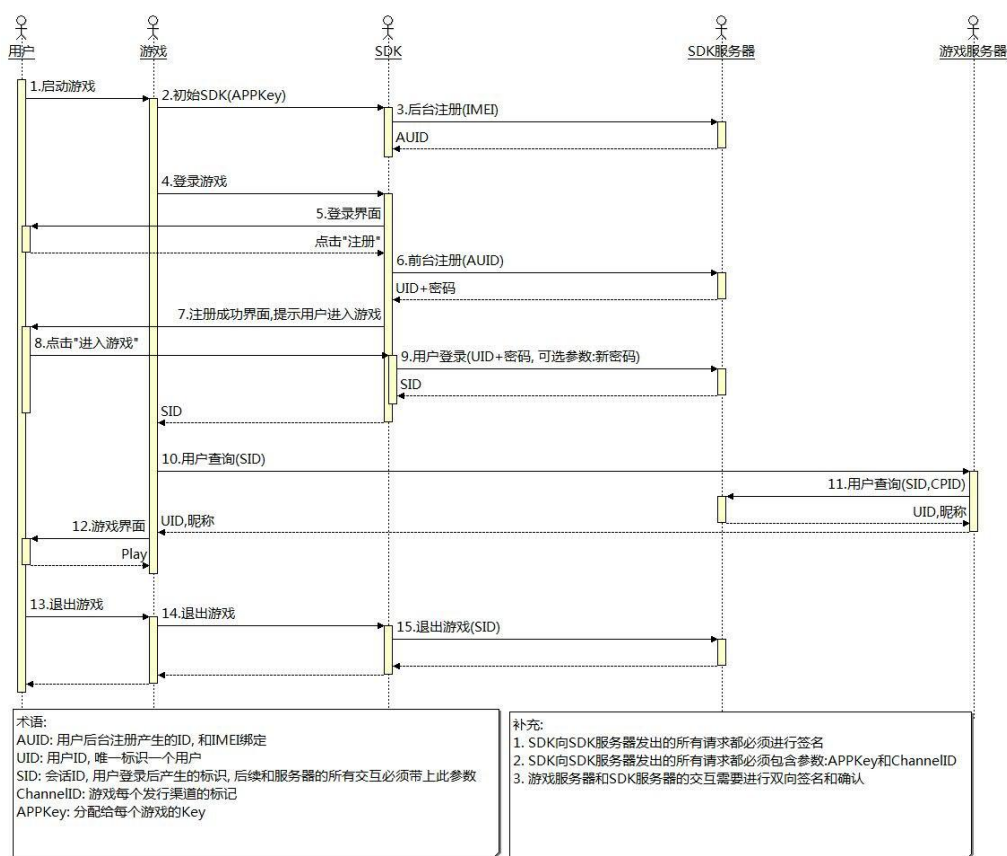 用户
游戏
SDK
SDK服务器
游戏服务器
1.启动游戏
2.初始SDK(APPKey)
3.后台注册(IMEI)
AUID
4.登录游戏
5.登录界面
点击"注册"
6.前台注册(AUID)
UID+密码
7.注册成功界面,提示用户进入游戏
8.点击"进入游戏"
9.用户登录(UID+密码, 可选参数:新密码)
SID
SID
10.用户查询(SID)
11.用户查询(SID,CPID)
UID,昵称
12.游戏界面
UID,昵称
Play
13.退出游戏
14.退出游戏
15.退出游戏(SID)
术语:
AUID: 用户后台注册产生的ID, 和IMEI绑定
UID: 用户ID, 唯一标识一个用户
SID: 会话ID, 用户登录后产生的标识, 后续和服务器的所有交互必须带上此参数
ChannelID: 游戏每个发行渠道的标记
APPKey: 分配给每个游戏的Key
补充:
1. SDK向SDK服务器发出的所有请求都必须进行签名
2. SDK向SDK服务器发出的所有请求都必须包含参数:APPKey和ChannelID
3. 游戏服务器和SDK服务器的交互需要进行双向签名和确认